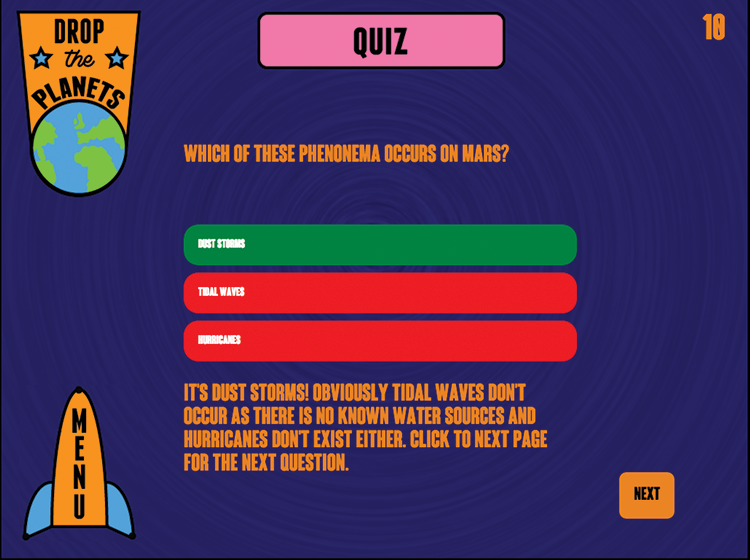 DROP
the
PLANETS
QUIZ
10
WHICH OF THESE PHENONEMA OCCURS ON MARS?
DUST STORMS
TIDAL WAVES
HURRICANES
IT'S DUST STORMS! OBVIOUSLY TIDAL WAVES DON'T
OCCUR AS THERE IS NO KNOWN WATER SOURCES AND
HURRICANES DON'T EXIST EITHER. CLICK TO NEXT PAGE
FOR THE NEXT QUESTION.
MENU
NEXT